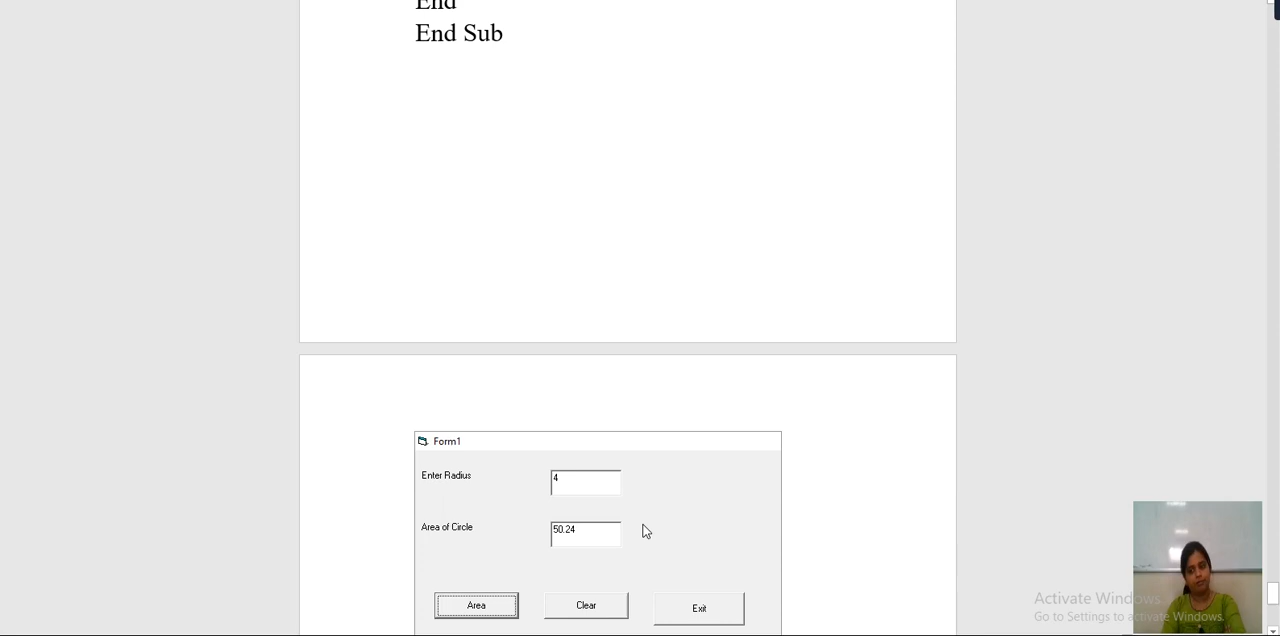 End
End Sub
Form1
Enter Radius
4
Area of Circle
50.24
Area
Clear
Exit
Activate Windows
Go to Settings to activate Windows.